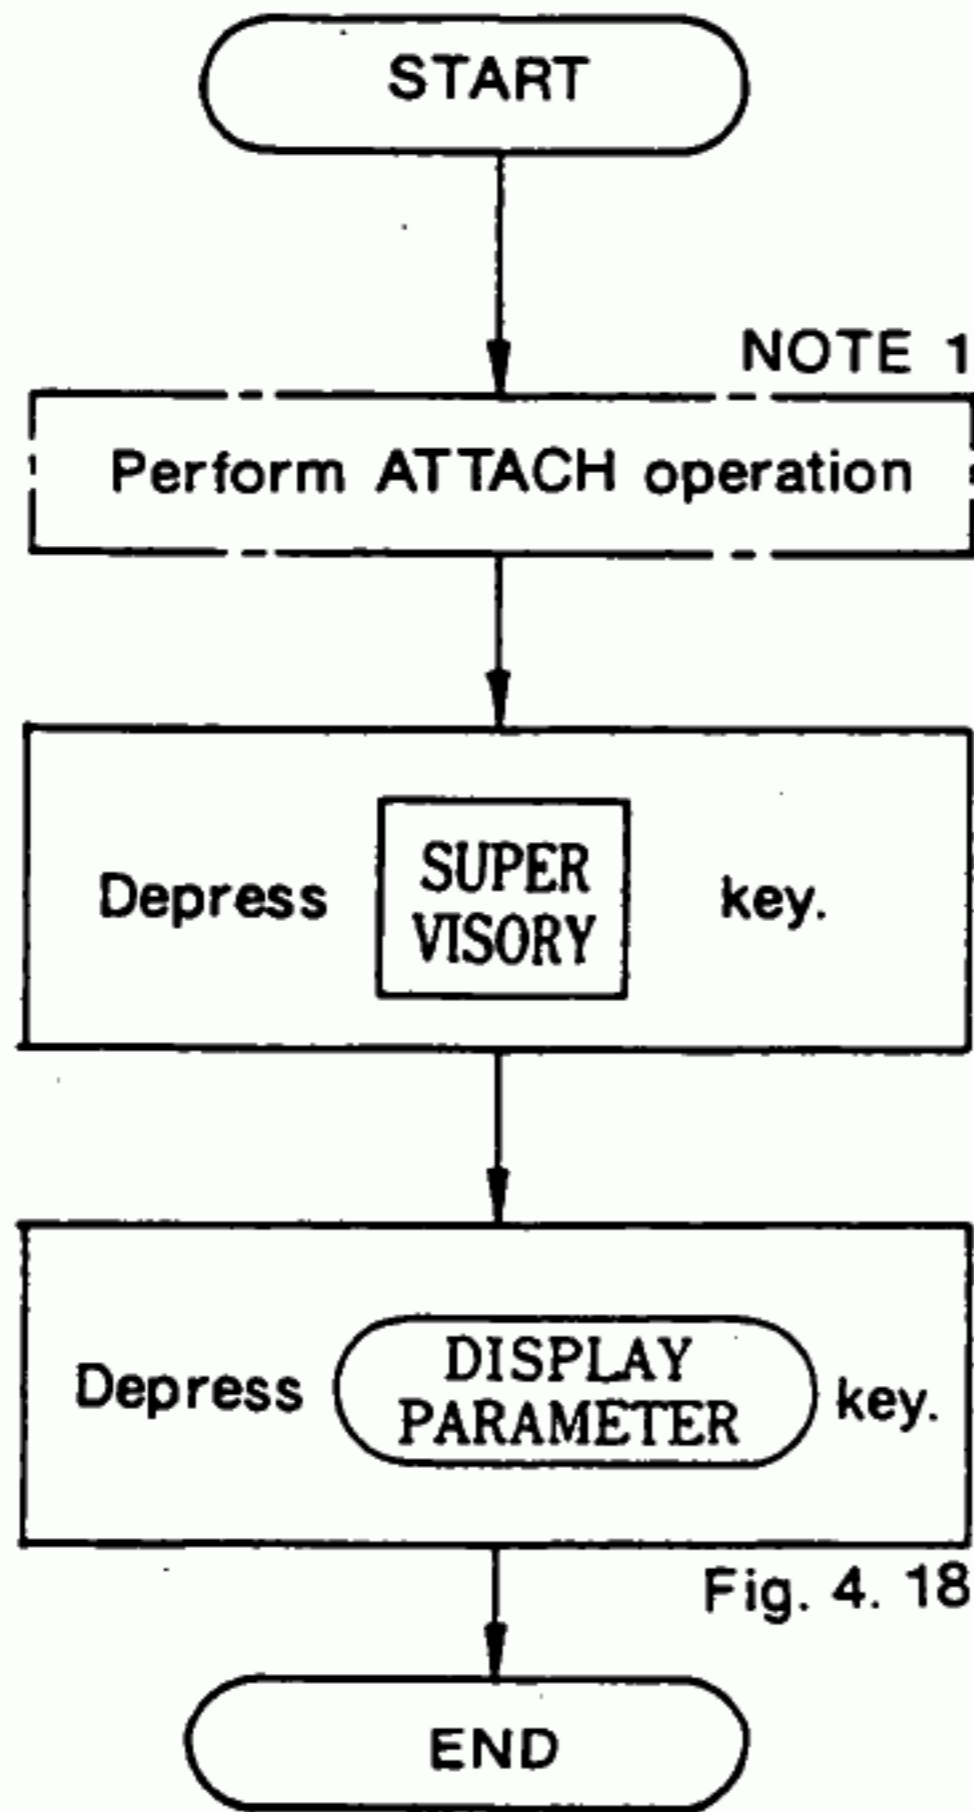 START
NOTE 1
Perform ATTACH operation
Depress SUPER VISORY key.
Depress DISPLAY PARAMETER key.
Fig. 4. 18
END